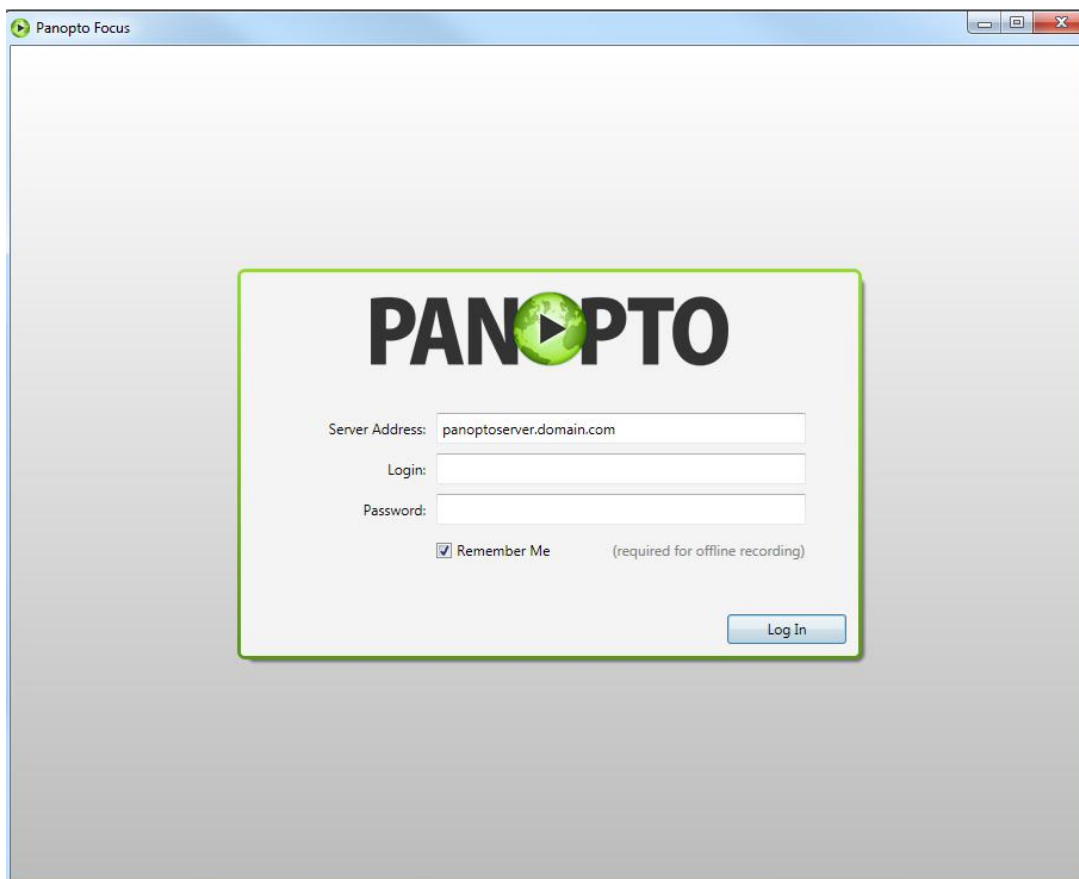 Panopto Focus
PANOPTO
Server Address: panoptoserver.domain.com
Login:
Password:
Remember Me (required for offline recording)
Log In